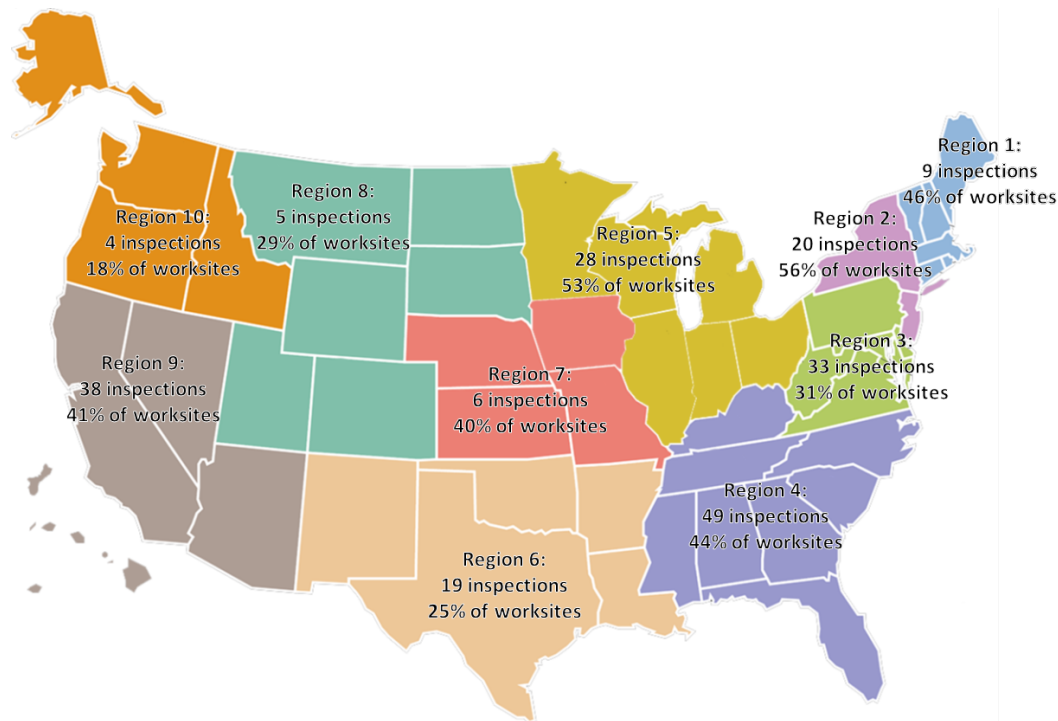 Region 1:
9 inspections
46% of worksites
Region 8:
5 inspections
29% of worksites
Region 10:
4 inspections
18% of worksites
Region 2:
20 inspections
56% of worksites
Region 5:
28 inspections
53% of worksites
Region 3:
33 inspections
31% of worksites
Region 9:
38 inspections
41% of worksites
Region 7:
6 inspections
40% of worksites
Region 4:
49 inspections
44% of worksites
Region 6:
19 inspections
25% of worksites